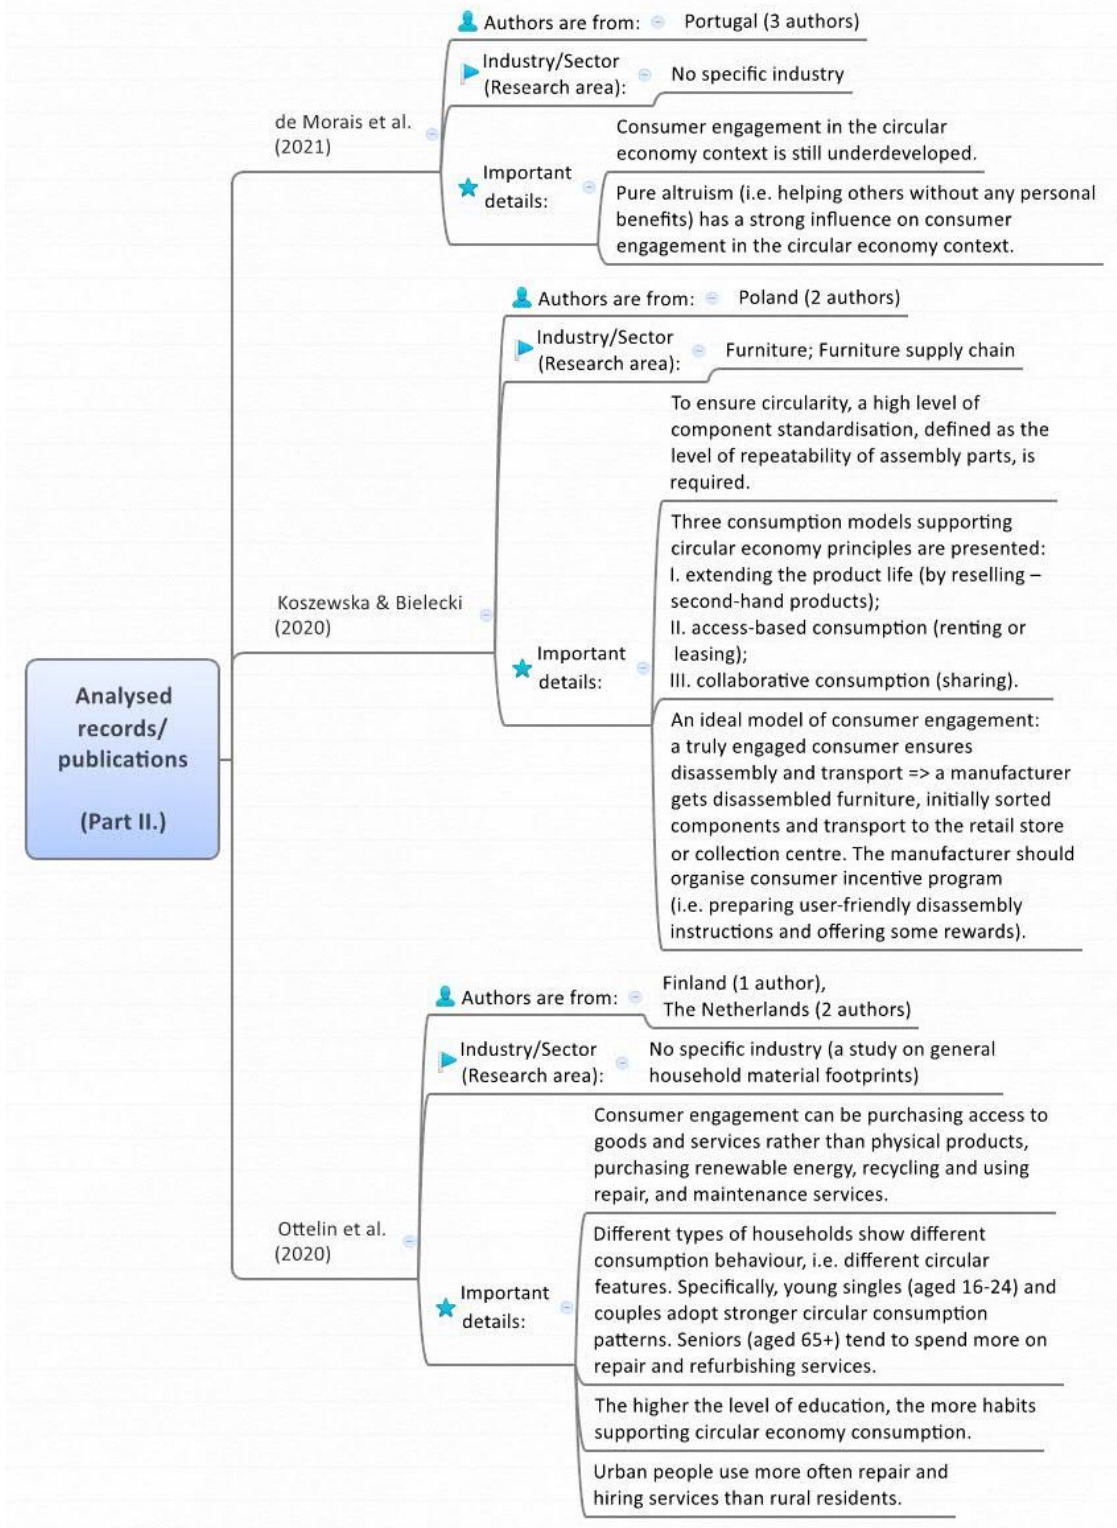 Analysed
records/
publications
(Part II.)
de Morais et al.
(2021)
Authors are from:
Portugal (3 authors)
Industry/Sector
(Research area):
No specific industry
Important
details:
Consumer engagement in the circular
economy context is still underdeveloped.
Pure altruism (i.e. helping others without any personal
benefits) has a strong influence on consumer
engagement in the circular economy context.
Koszewska & Bielecki
(2020)
Authors are from:
Poland (2 authors)
Industry/Sector
(Research area):
Furniture; Furniture supply chain
Important
details:
To ensure circularity, a high level of
component standardisation, defined as the
level of repeatability of assembly parts, is
required.
Three consumption models supporting
circular economy principles are presented:
I. extending the product life (by reselling –
second-hand products);
II. access-based consumption (renting or
leasing);
III. collaborative consumption (sharing).
An ideal model of consumer engagement:
a truly engaged consumer ensures
disassembly and transport => a manufacturer
gets disassembled furniture, initially sorted
components and transport to the retail store
or collection centre. The manufacturer should
organise consumer incentive program
(i.e. preparing user-friendly disassembly
instructions and offering some rewards).
Ottelin et al.
(2020)
Authors are from:
Finland (1 author),
The Netherlands (2 authors)
Industry/Sector
(Research area):
No specific industry (a study on general
household material footprints)
Important
details:
Consumer engagement can be purchasing access to
goods and services rather than physical products,
purchasing renewable energy, recycling and using
repair, and maintenance services.
Different types of households show different
consumption behaviour, i.e. different circular
features. Specifically, young singles (aged 16-24) and
couples adopt stronger circular consumption
patterns. Seniors (aged 65+) tend to spend more on
repair and refurbishing services.
The higher the level of education, the more habits
supporting circular economy consumption.
Urban people use more often repair and
hiring services than rural residents.